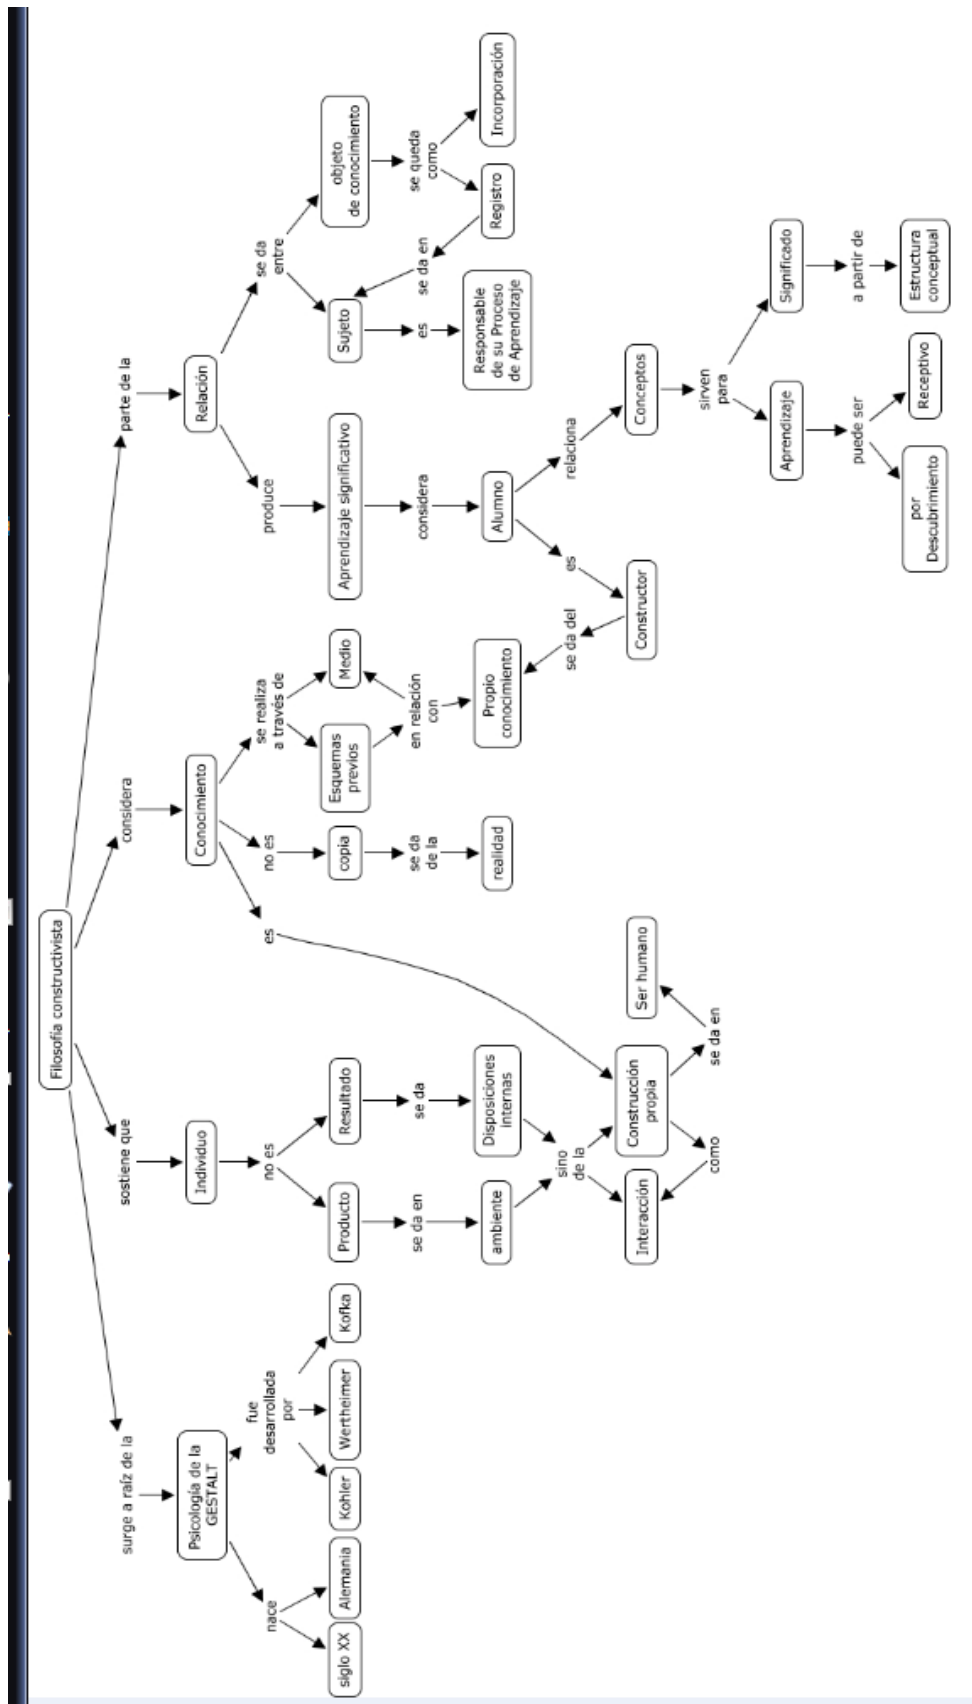 Filosofía constructivista
surge a raíz de la
sostiene que
considera
parte de la
Psicología de la
GESTALT
Individuo
Conocimiento
Relación
nace
fue
desarrollada
por
no es
es
no es
se realiza
a través de
produce
se da
entre
siglo XX
Alemania
Kohler
Wertheimer
Kofka
Producto
Resultado
copia
Esquemas
previos
Medio
Aprendizaje significativo
Sujeto
objeto
de conocimiento
se da en
se da
se da
de la
en relación
con
considera
es
se da en
se queda
como
ambiente
Disposiciones
internas
realidad
Propio
conocimiento
Alumno
Responsable
de su Proceso
de Aprendizaje
Registro
Incorporación
sino
de la
se da del
es
relaciona
Interacción
Construcción
propia
Ser humano
Constructor
Conceptos
como
se da en
sirven
para
Aprendizaje
Significado
puede ser
a partir de
por
Descubrimiento
Receptivo
Estructura
conceptual